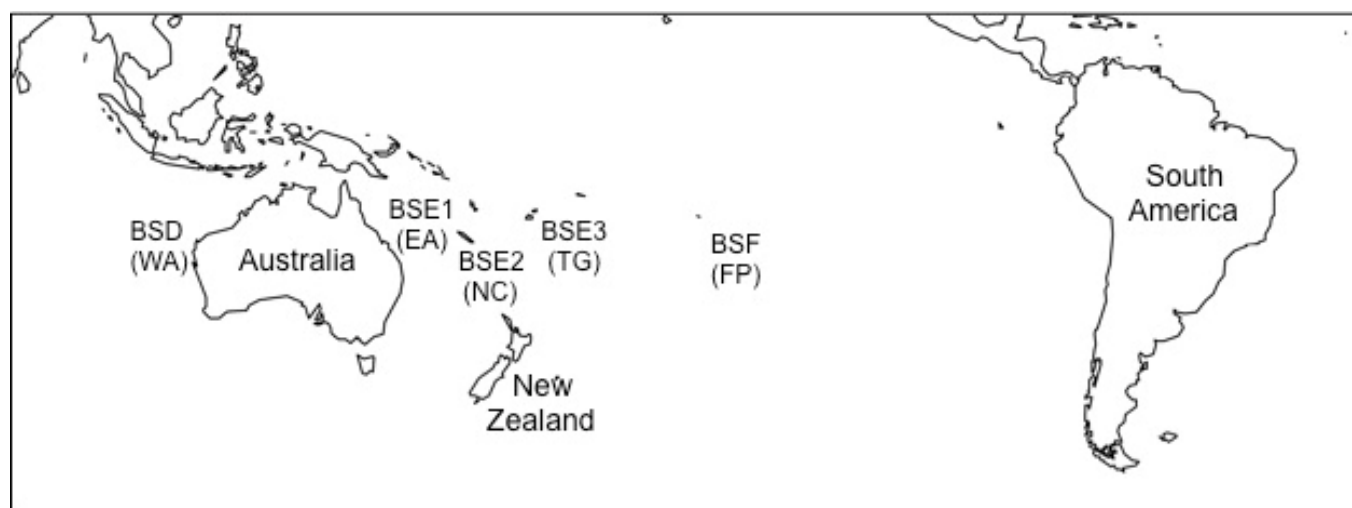 BSD
(WA)
Australia
BSE1
(EA)
BSE2
(NC)
BSE3
(TG)
BSF
(FP)
New
Zealand
South
America